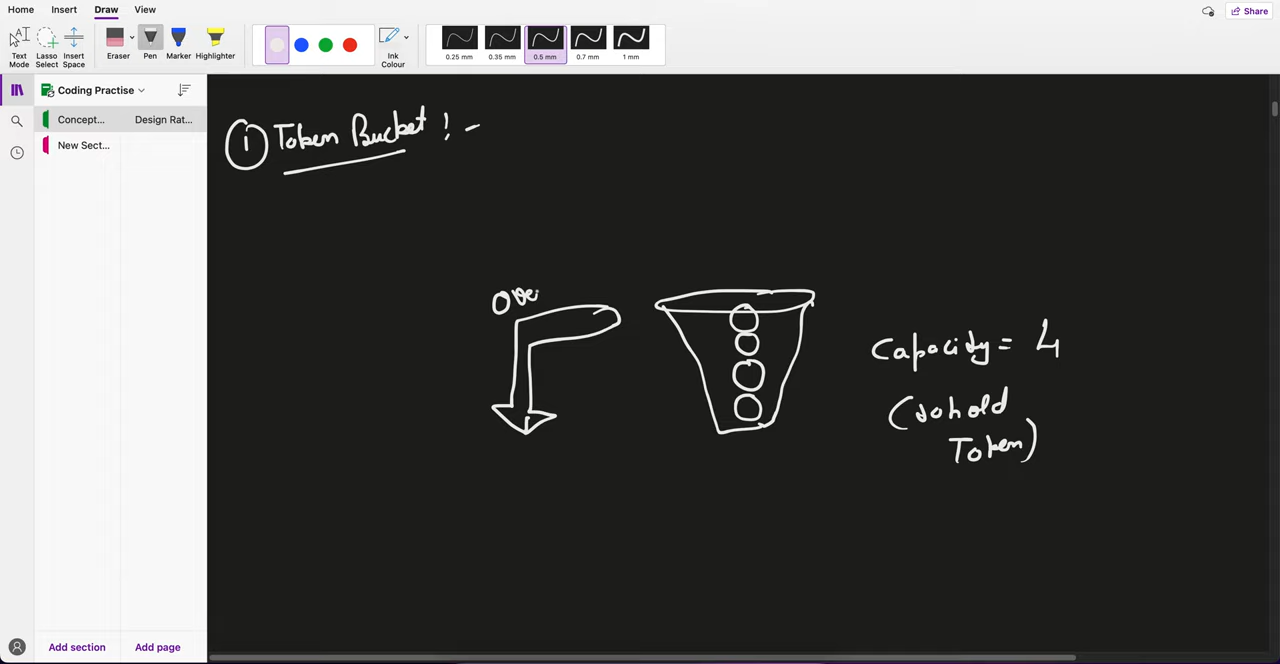 Home Insert Draw View
Share
Text Mode
Lasso Select
Insert Space
Eraser
Pen
Marker
Highlighter
Ink Colour
0.25 mm
0.35 mm
0.5 mm
0.7 mm
1 mm
Coding Practise
Concept...
Design Rat...
New Sect...
① Token Bucket : -
Ove
Capacity = 4
(to hold
Token)
Add section
Add page